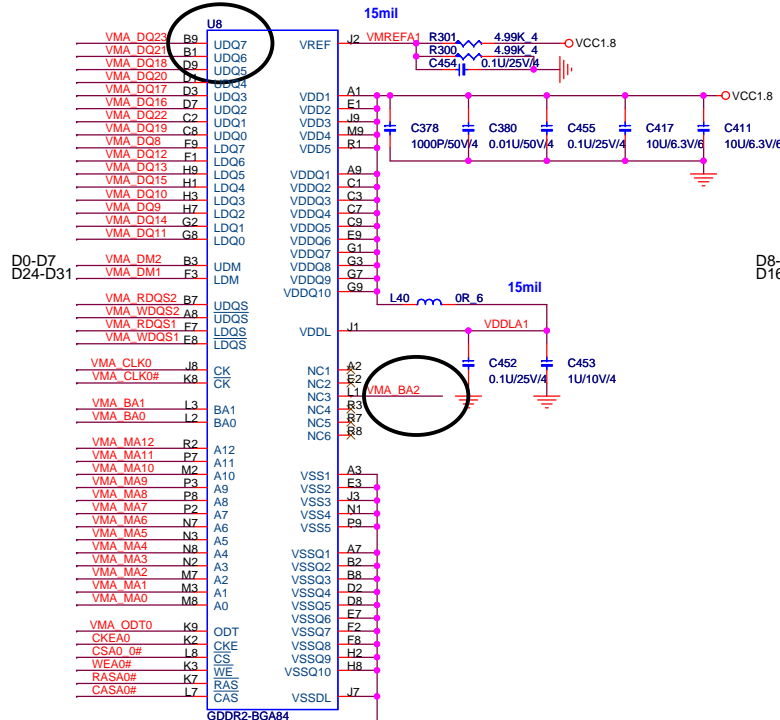 U8
15mil
VMA_DQ23 B9 UDQ7 VREF J2 VMREFA1 R301 4.99K_4 VCC1.8
VMA_DQ21 B1 UDQ6 R300 4.99K_4
VMA_DQ18 D9 UDQ5 C454 0.1U/25V/4
VMA_DQ20 D1 UDQ4
VMA_DQ17 D3 UDQ3 VDD1 A1 VCC1.8
VMA_DQ16 D7 UDQ2 VDD2 E1
VMA_DQ22 C2 UDQ1 VDD3 J9
VMA_DQ19 C8 UDQ0 VDD4 M9 C378 C380 C455 C417 C411
VMA_DQ8 F9 LDQ7 VDD5 R1 1000P/50V/4 0.01U/50V/4 0.1U/25V/4 10U/6.3V/6 10U/6.3V/6
VMA_DQ12 F1 LDQ6
VMA_DQ13 H9 LDQ5 VDDQ1 A9
VMA_DQ15 H1 LDQ4 VDDQ2 C1
VMA_DQ10 H3 LDQ3 VDDQ3 C3
VMA_DQ9 H7 LDQ2 VDDQ4 C7
VMA_DQ14 G2 LDQ1 VDDQ5 C9
VMA_DQ11 G8 LDQ0 VDDQ6 E9
VDDQ7 G1
D0-D7 VMA_DM2 B3 UDM VDDQ8 G3 D8-
D24-D31 VMA_DM1 F3 LDM VDDQ9 G7 D16
VDDQ10 G9
15mil
VMA_RDQS2 B7 UDQS L40 0R_6
VMA_WDQS2 A8 UDQS
VMA_RDQS1 F7 LDQS VDDL J1 VDDLA1
VMA_WDQS1 E8 LDQS
VMA_CLK0 J8 CK NC1 A2 C452 C453
VMA_CLK0# K8 CK NC2 E2 0.1U/25V/4 1U/10V/4
NC3 L1 VMA_BA2
VMA_BA1 L3 BA1 NC4 R3
VMA_BA0 L2 BA0 NC5 R7
NC6 R8
VMA_MA12 R2 A12
VMA_MA11 P7 A11
VMA_MA10 M2 A10 VSS1 A3
VMA_MA9 P3 A9 VSS2 E3
VMA_MA8 P8 A8 VSS3 J3
VMA_MA7 P2 A7 VSS4 N1
VMA_MA6 N7 A6 VSS5 P9
VMA_MA5 N3 A5
VMA_MA4 N8 A4 VSSQ1 A7
VMA_MA3 N2 A3 VSSQ2 B2
VMA_MA2 M7 A2 VSSQ3 B8
VMA_MA1 M3 A1 VSSQ4 D2
VMA_MA0 M8 A0 VSSQ5 D8
VSSQ6 E7
VMA_ODT0 K9 ODT VSSQ7 F2
CKEA0 K2 CKE VSSQ8 F8
CSA0_0# L8 CS VSSQ9 H2
WEA0# K3 WE VSSQ10 H8
RASA0# K7 RAS
CASA0# L7 CAS VSSDL J7
GDDR2-BGA84